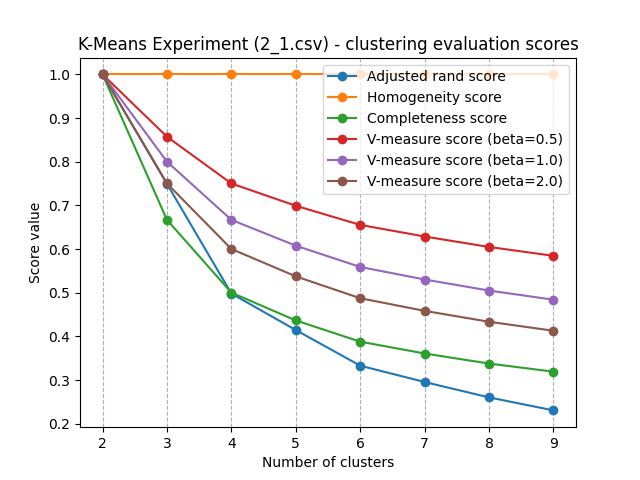 K-Means Experiment (2_1.csv) - clustering evaluation scores
Score value
1.0
0.9
0.8
0.7
0.6
0.5
0.4
0.3
0.2
Adjusted rand score
Homogeneity score
Completeness score
V-measure score (beta=0.5)
V-measure score (beta=1.0)
V-measure score (beta=2.0)
2 3 4 5 6 7 8 9
Number of clusters